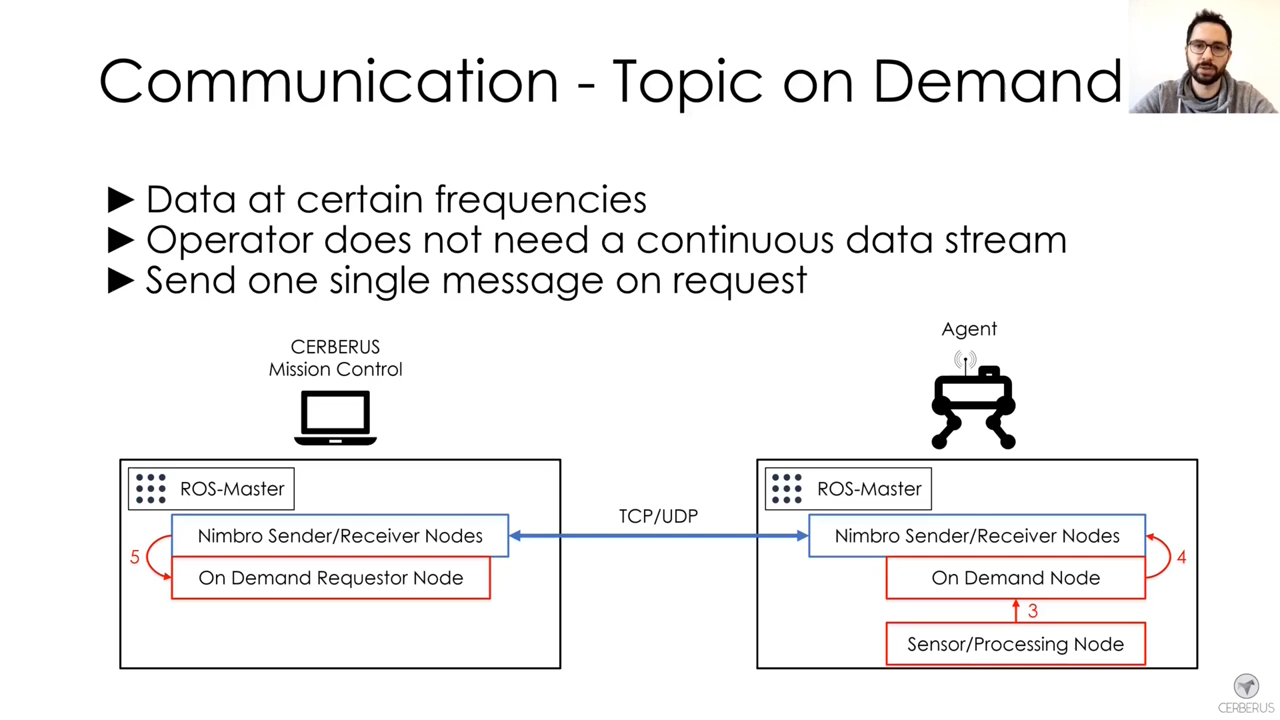 Communication - Topic on Demand
► Data at certain frequencies
► Operator does not need a continuous data stream
► Send one single message on request
CERBERUS
Mission Control
Agent
ROS-Master
Nimbro Sender/Receiver Nodes
5
On Demand Requestor Node
TCP/UDP
ROS-Master
Nimbro Sender/Receiver Nodes
4
On Demand Node
3
Sensor/Processing Node
CERBERUS